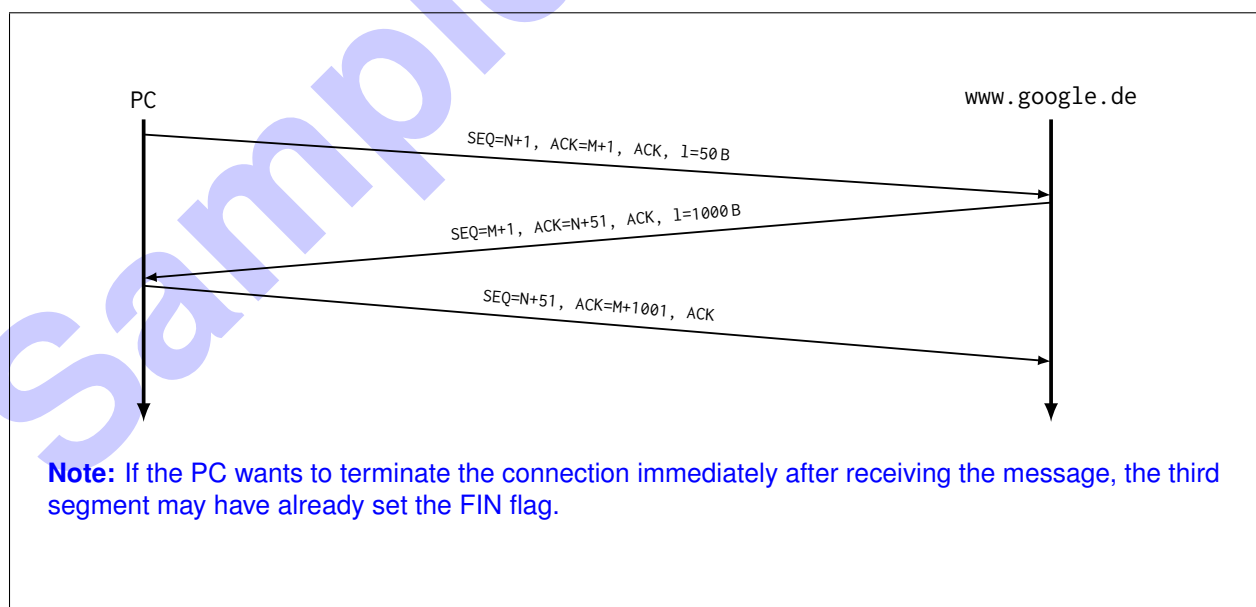 PC
www.google.de
SEQ=N+1, ACK=M+1, ACK, l=50B
SEQ=M+1, ACK=N+51, ACK, l=1000B
SEQ=N+51, ACK=M+1001, ACK
Note: If the PC wants to terminate the connection immediately after receiving the message, the third
segment may have already set the FIN flag.
Sample